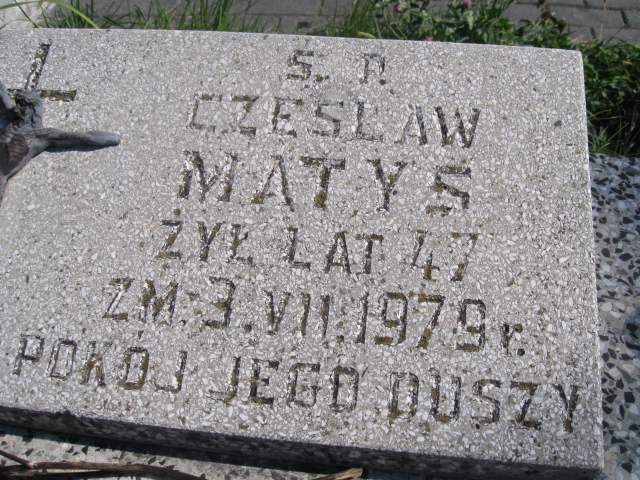 Ś. P.
CZESŁAW
MATYS
ŻYŁ LAT 47
ZM. 3. VII. 1979 r.
POKÓJ JEGO DUSZY